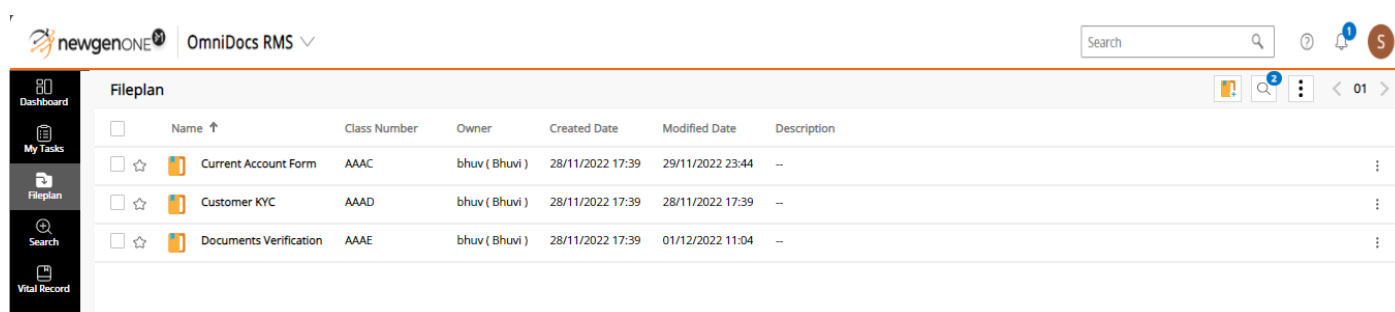 newgenONE OmniDocs RMS Search 1 S
Dashboard
My Tasks
Fileplan
Search
Vital Record
Fileplan 2 01
Name Class Number Owner Created Date Modified Date Description
Current Account Form AAAC bhuv ( Bhuvi ) 28/11/2022 17:39 29/11/2022 23:44 --
Customer KYC AAAD bhuv ( Bhuvi ) 28/11/2022 17:39 28/11/2022 17:39 --
Documents Verification AAAE bhuv ( Bhuvi ) 28/11/2022 17:39 01/12/2022 11:04 --